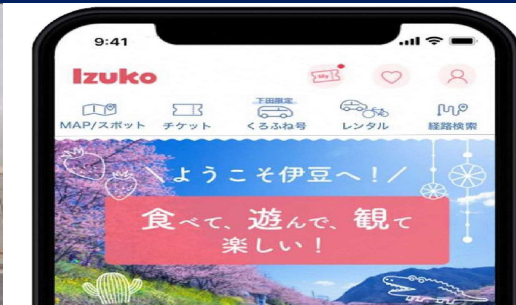 9:41
Izuko
My
下田限定
MAP/スポット
チケット
くろふね号
レンタル
経路検索
\ようこそ伊豆へ!/
食べて、遊んで、観て
楽しい!